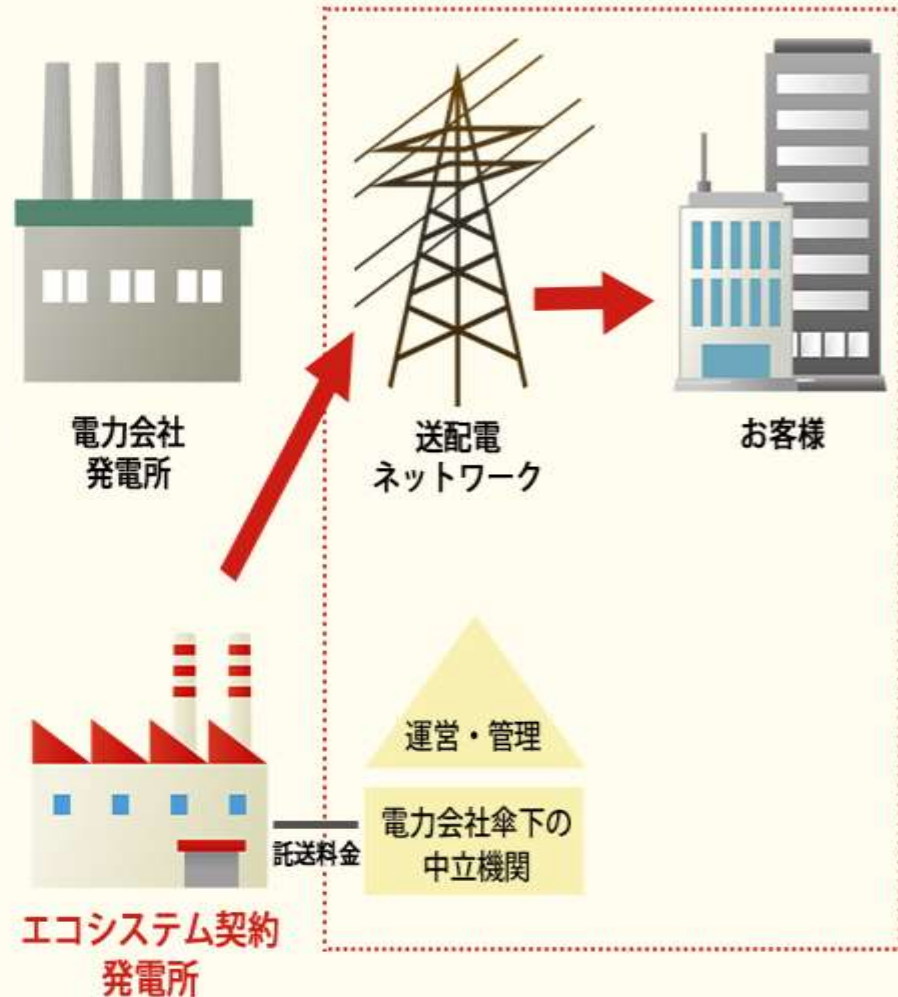 電力会社
発電所
送配電
ネットワーク
お客様
運営・管理
電力会社傘下の
中立機関
託送料金
エコシステム契約
発電所